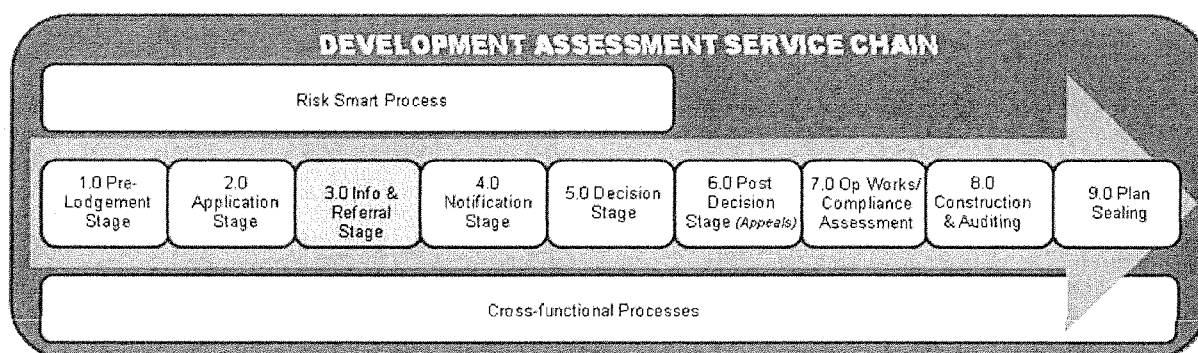 DEVELOPMENT ASSESSMENT SERVICE CHAIN
Risk Smart Process
1.0 Pre-
Lodgement
Stage
2.0
Application
Stage
3.0 Info &
Referral
Stage
4.0
Notification
Stage
5.0 Decision
Stage
6.0 Post
Decision
Stage (Appeals)
7.0 Op Works/
Compliance
Assessment
8.0
Construction
& Auditing
9.0 Plan
Sealing
Cross-functional Processes